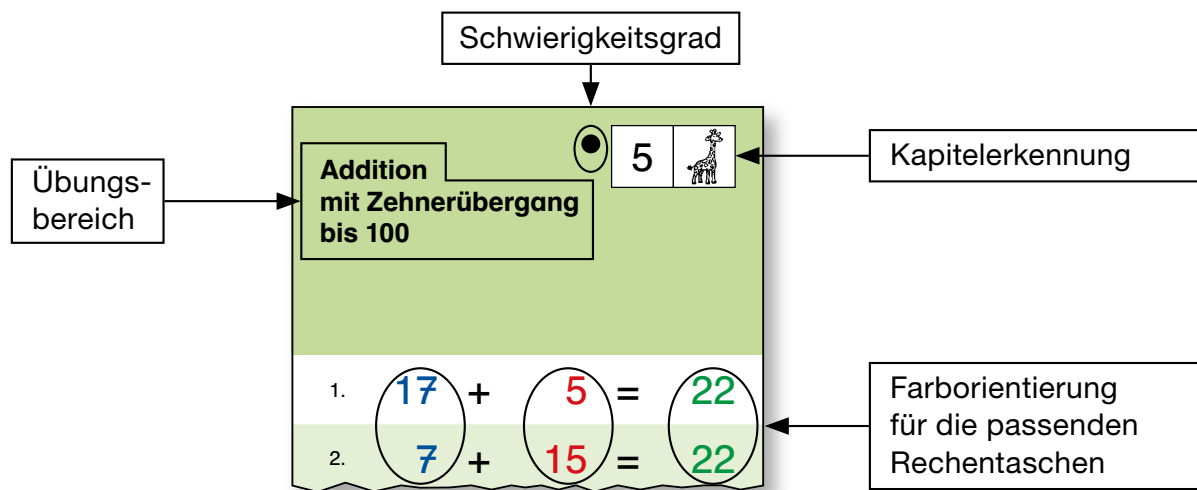 Schwierigkeitsgrad
5
Kapitelerkennung
Übungs-
bereich
Addition
mit Zehnerübergang
bis 100
1. 17 + 5 = 22
2. 7 + 15 = 22
Farborientierung
für die passenden
Rechentaschen